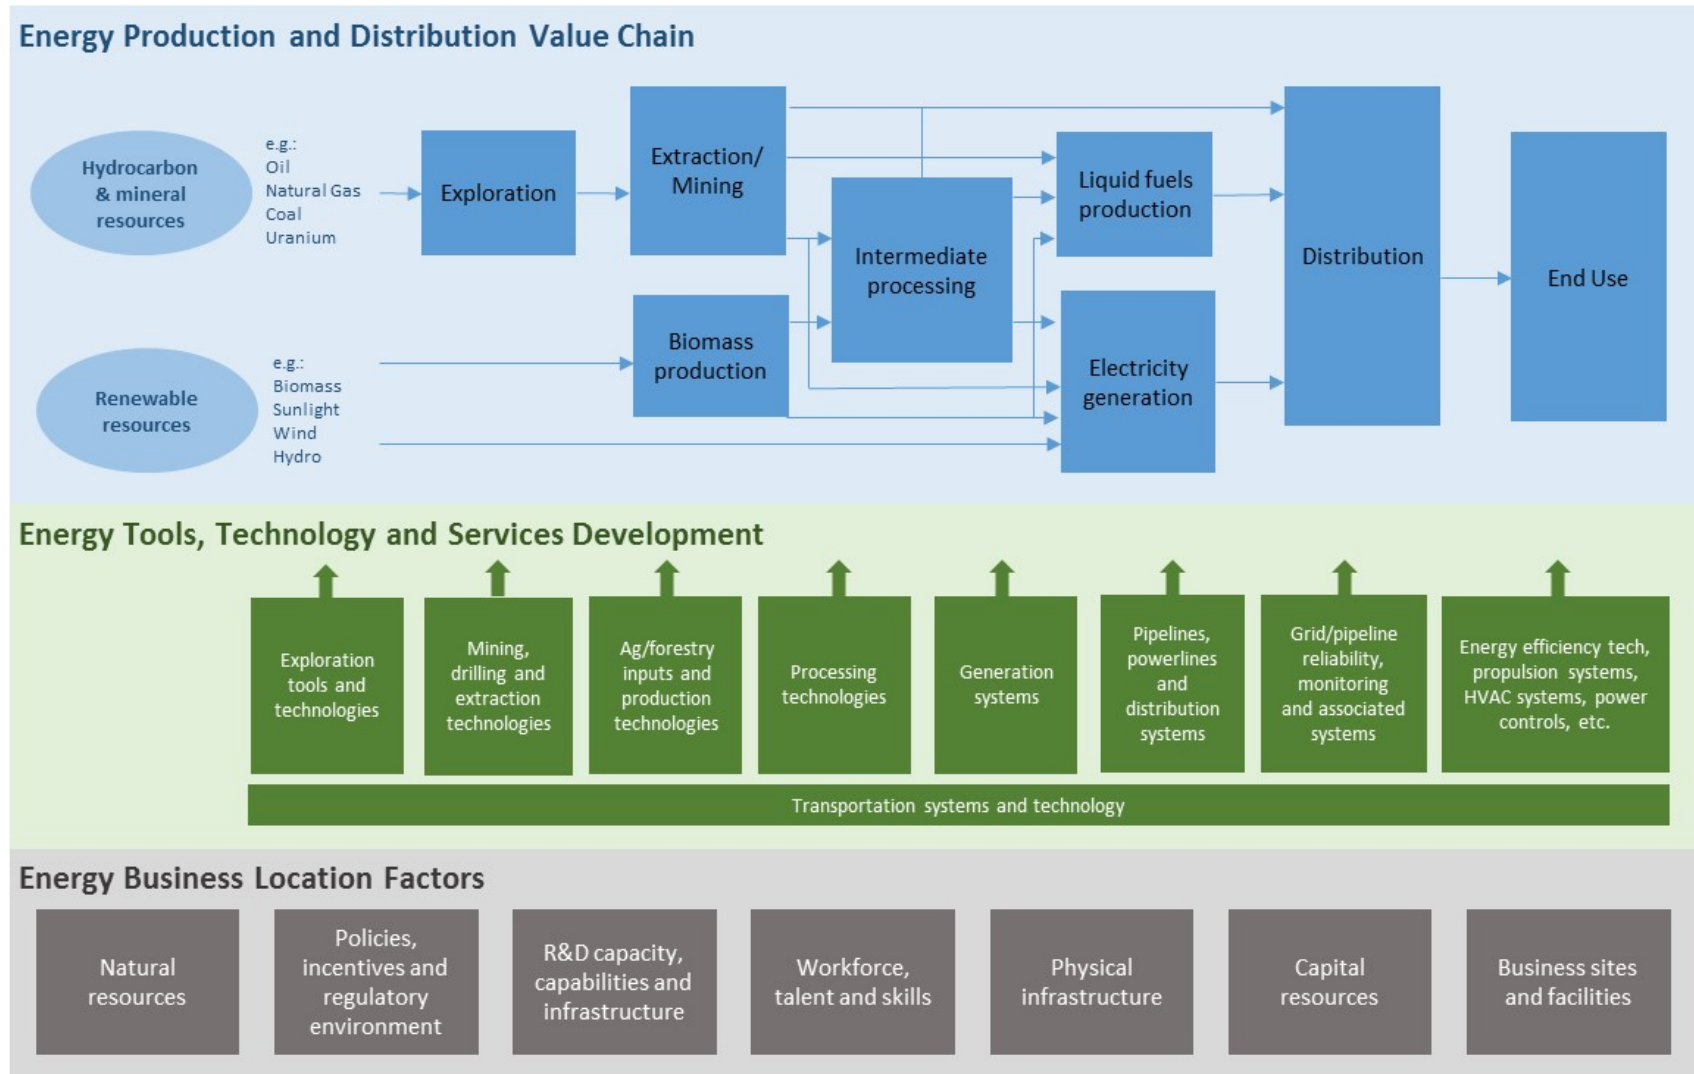 Energy Production and Distribution Value Chain
Hydrocarbon
& mineral
resources
e.g.:
Oil
Natural Gas
Coal
Uranium
Exploration
Extraction/
Mining
Intermediate
processing
Liquid fuels
production
Distribution
End Use
Renewable
resources
e.g.:
Biomass
Sunlight
Wind
Hydro
Biomass
production
Electricity
generation
Energy Tools, Technology and Services Development
Exploration
tools and
technologies
Mining,
drilling and
extraction
technologies
Ag/forestry
inputs and
production
technologies
Processing
technologies
Generation
systems
Pipelines,
powerlines
and
distribution
systems
Grid/pipeline
reliability,
monitoring
and associated
systems
Energy efficiency tech,
propulsion systems,
HVAC systems, power
controls, etc.
Transportation systems and technology
Energy Business Location Factors
Natural
resources
Policies,
incentives and
regulatory
environment
R&D capacity,
capabilities and
infrastructure
Workforce,
talent and skills
Physical
infrastructure
Capital
resources
Business sites
and facilities